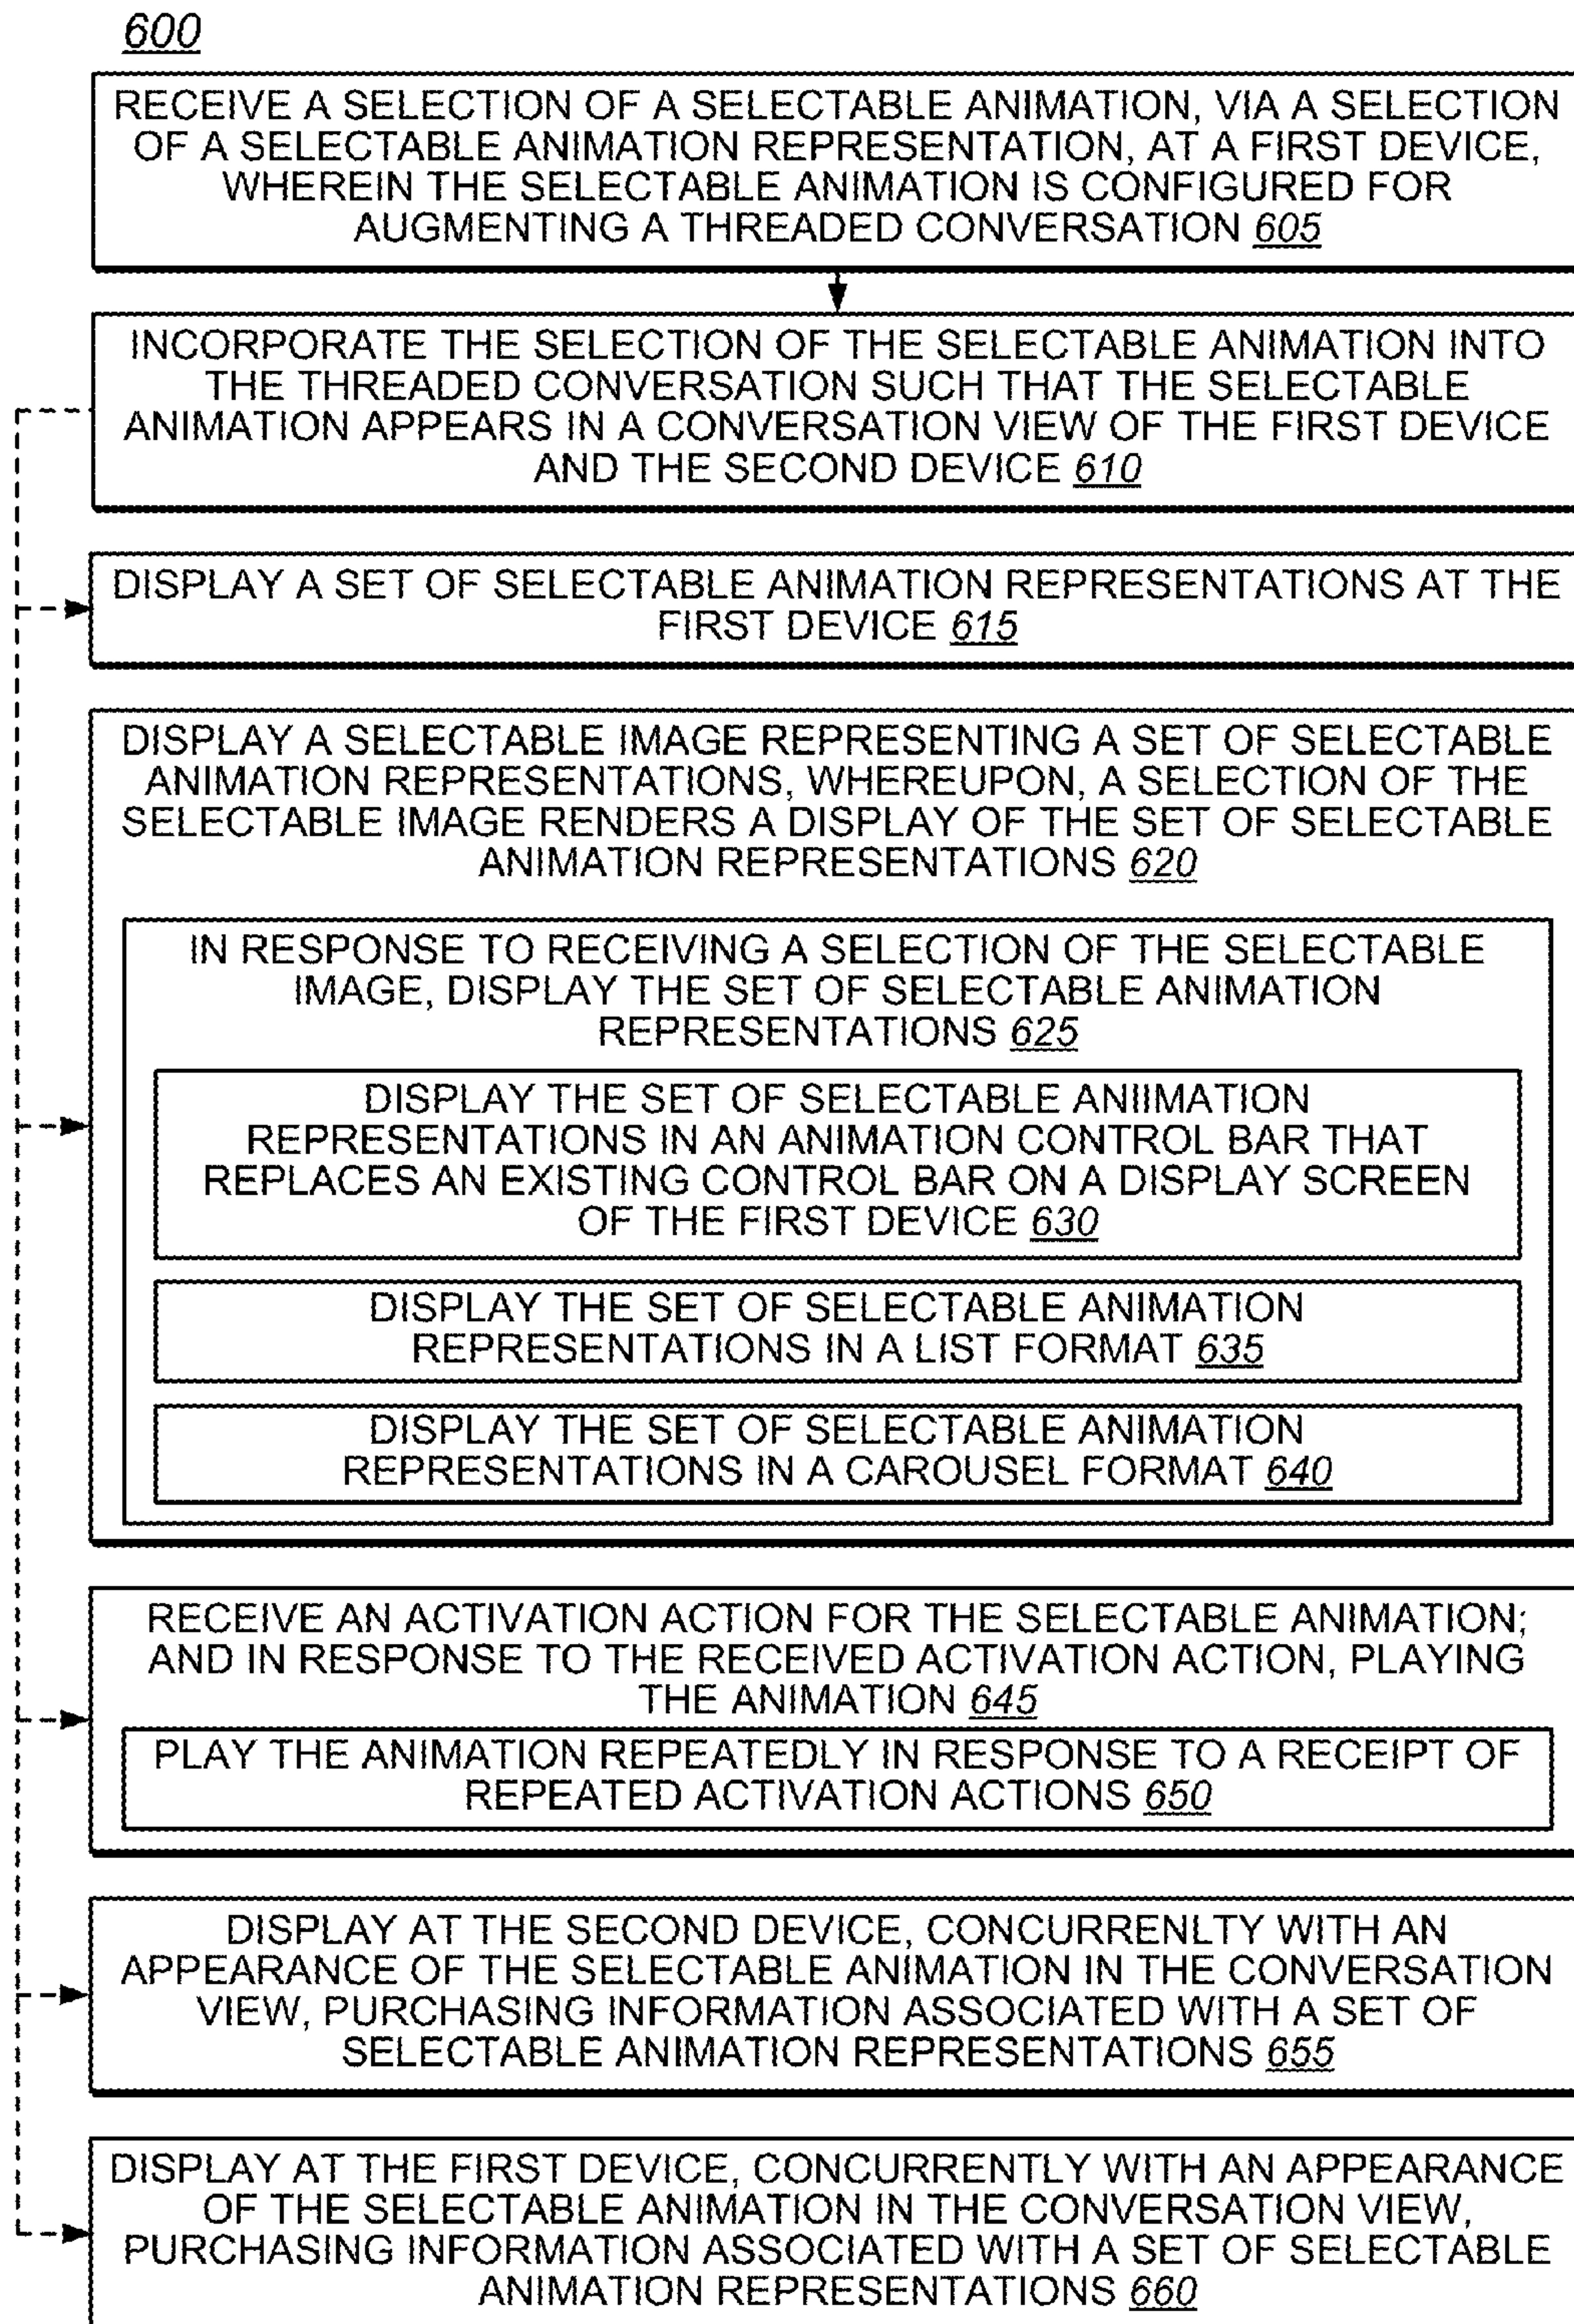 600
RECEIVE A SELECTION OF A SELECTABLE ANIMATION, VIA A SELECTION
OF A SELECTABLE ANIMATION REPRESENTATION, AT A FIRST DEVICE,
WHEREIN THE SELECTABLE ANIMATION IS CONFIGURED FOR
AUGMENTING A THREADED CONVERSATION 605
INCORPORATE THE SELECTION OF THE SELECTABLE ANIMATION INTO
THE THREADED CONVERSATION SUCH THAT THE SELECTABLE
ANIMATION APPEARS IN A CONVERSATION VIEW OF THE FIRST DEVICE
AND THE SECOND DEVICE 610
DISPLAY A SET OF SELECTABLE ANIMATION REPRESENTATIONS AT THE
FIRST DEVICE 615
DISPLAY A SELECTABLE IMAGE REPRESENTING A SET OF SELECTABLE
ANIMATION REPRESENTATIONS, WHEREUPON, A SELECTION OF THE
SELECTABLE IMAGE RENDERS A DISPLAY OF THE SET OF SELECTABLE
ANIMATION REPRESENTATIONS 620
IN RESPONSE TO RECEIVING A SELECTION OF THE SELECTABLE
IMAGE, DISPLAY THE SET OF SELECTABLE ANIMATION
REPRESENTATIONS 625
DISPLAY THE SET OF SELECTABLE ANIIMATION
REPRESENTATIONS IN AN ANIMATION CONTROL BAR THAT
REPLACES AN EXISTING CONTROL BAR ON A DISPLAY SCREEN
OF THE FIRST DEVICE 630
DISPLAY THE SET OF SELECTABLE ANIMATION
REPRESENTATIONS IN A LIST FORMAT 635
DISPLAY THE SET OF SELECTABLE ANIMATION
REPRESENTATIONS IN A CAROUSEL FORMAT 640
RECEIVE AN ACTIVATION ACTION FOR THE SELECTABLE ANIMATION;
AND IN RESPONSE TO THE RECEIVED ACTIVATION ACTION, PLAYING
THE ANIMATION 645
PLAY THE ANIMATION REPEATEDLY IN RESPONSE TO A RECEIPT OF
REPEATED ACTIVATION ACTIONS 650
DISPLAY AT THE SECOND DEVICE, CONCURRENLTY WITH AN
APPEARANCE OF THE SELECTABLE ANIMATION IN THE CONVERSATION
VIEW, PURCHASING INFORMATION ASSOCIATED WITH A SET OF
SELECTABLE ANIMATION REPRESENTATIONS 655
DISPLAY AT THE FIRST DEVICE, CONCURRENTLY WITH AN APPEARANCE
OF THE SELECTABLE ANIMATION IN THE CONVERSATION VIEW,
PURCHASING INFORMATION ASSOCIATED WITH A SET OF SELECTABLE
ANIMATION REPRESENTATIONS 660